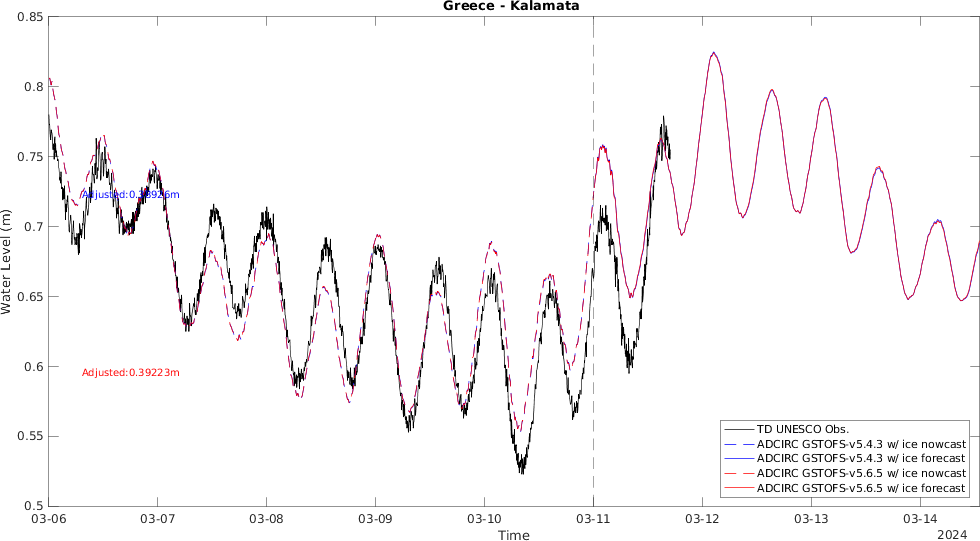 Greece - Kalamata
0.85
0.8
0.75
0.7
0.65
0.6
0.55
0.5
Water Level (m)
Adjusted:0.38926m
Adjusted:0.39223m
TD UNESCO Obs.
ADCIRC GSTOFS-v5.4.3 w/ ice nowcast
ADCIRC GSTOFS-v5.4.3 w/ ice forecast
ADCIRC GSTOFS-v5.6.5 w/ ice nowcast
ADCIRC GSTOFS-v5.6.5 w/ ice forecast
03-06 03-07 03-08 03-09 03-10 03-11 03-12 03-13 03-14
Time
2024